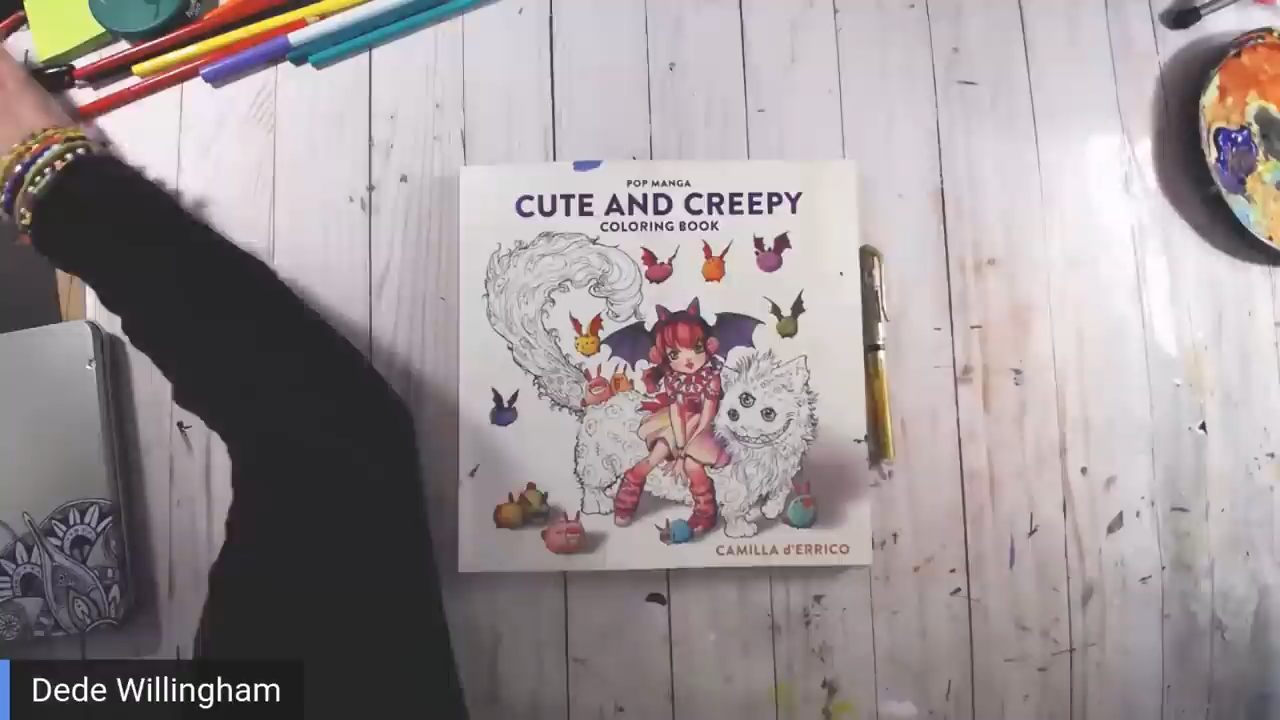 POP MANGA
CUTE AND CREEPY
COLORING BOOK
CAMILLA d'ERRICO
Dede Willingham